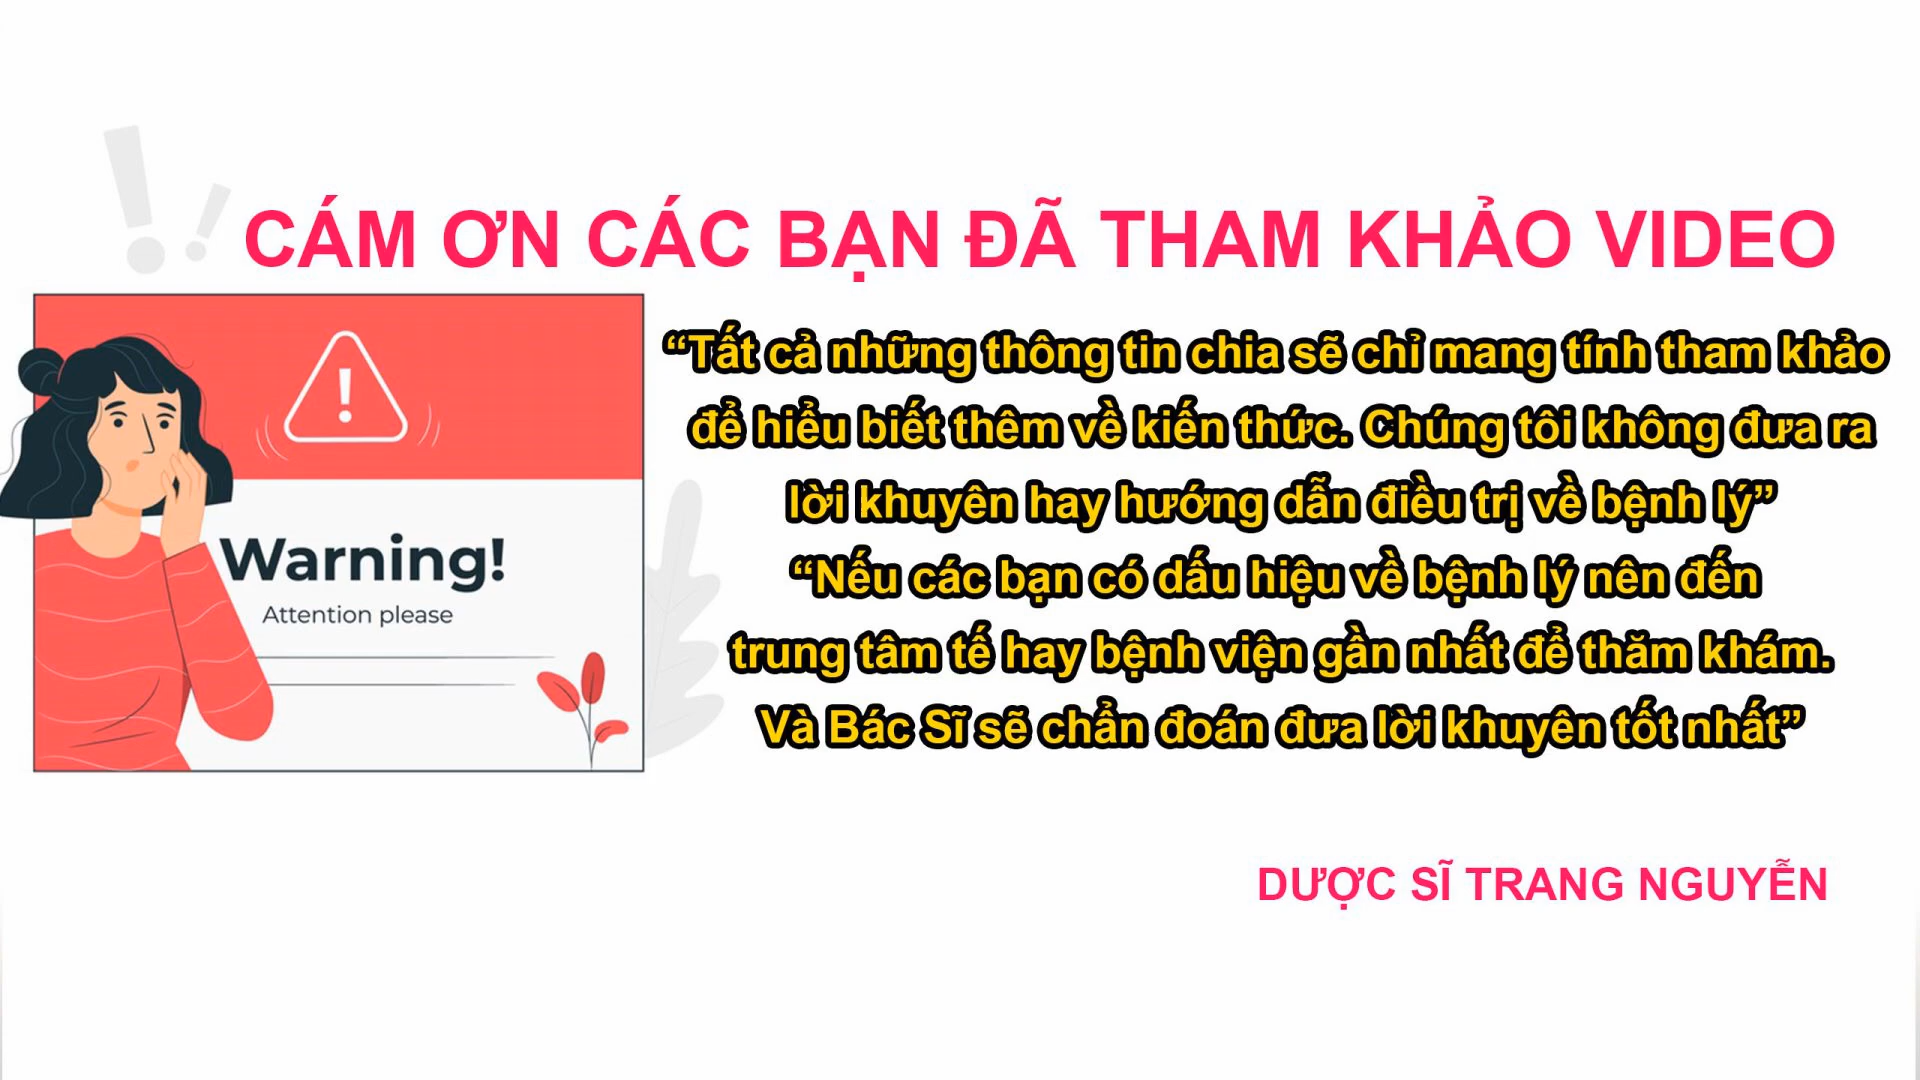 CÁM ƠN CÁC BẠN ĐÃ THAM KHẢO VIDEO
“Tất cả những thông tin chia sẽ chỉ mang tính tham khảo
để hiểu biết thêm về kiến thức. Chúng tôi không đưa ra
lời khuyên hay hướng dẫn điều trị về bệnh lý”
“Nếu các bạn có dấu hiệu về bệnh lý nên đến
trung tâm tế hay bệnh viện gần nhất để thăm khám.
Và Bác Sĩ sẽ chẩn đoán đưa lời khuyên tốt nhất”
Warning!
Attention please
DƯỢC SĨ TRANG NGUYỄN